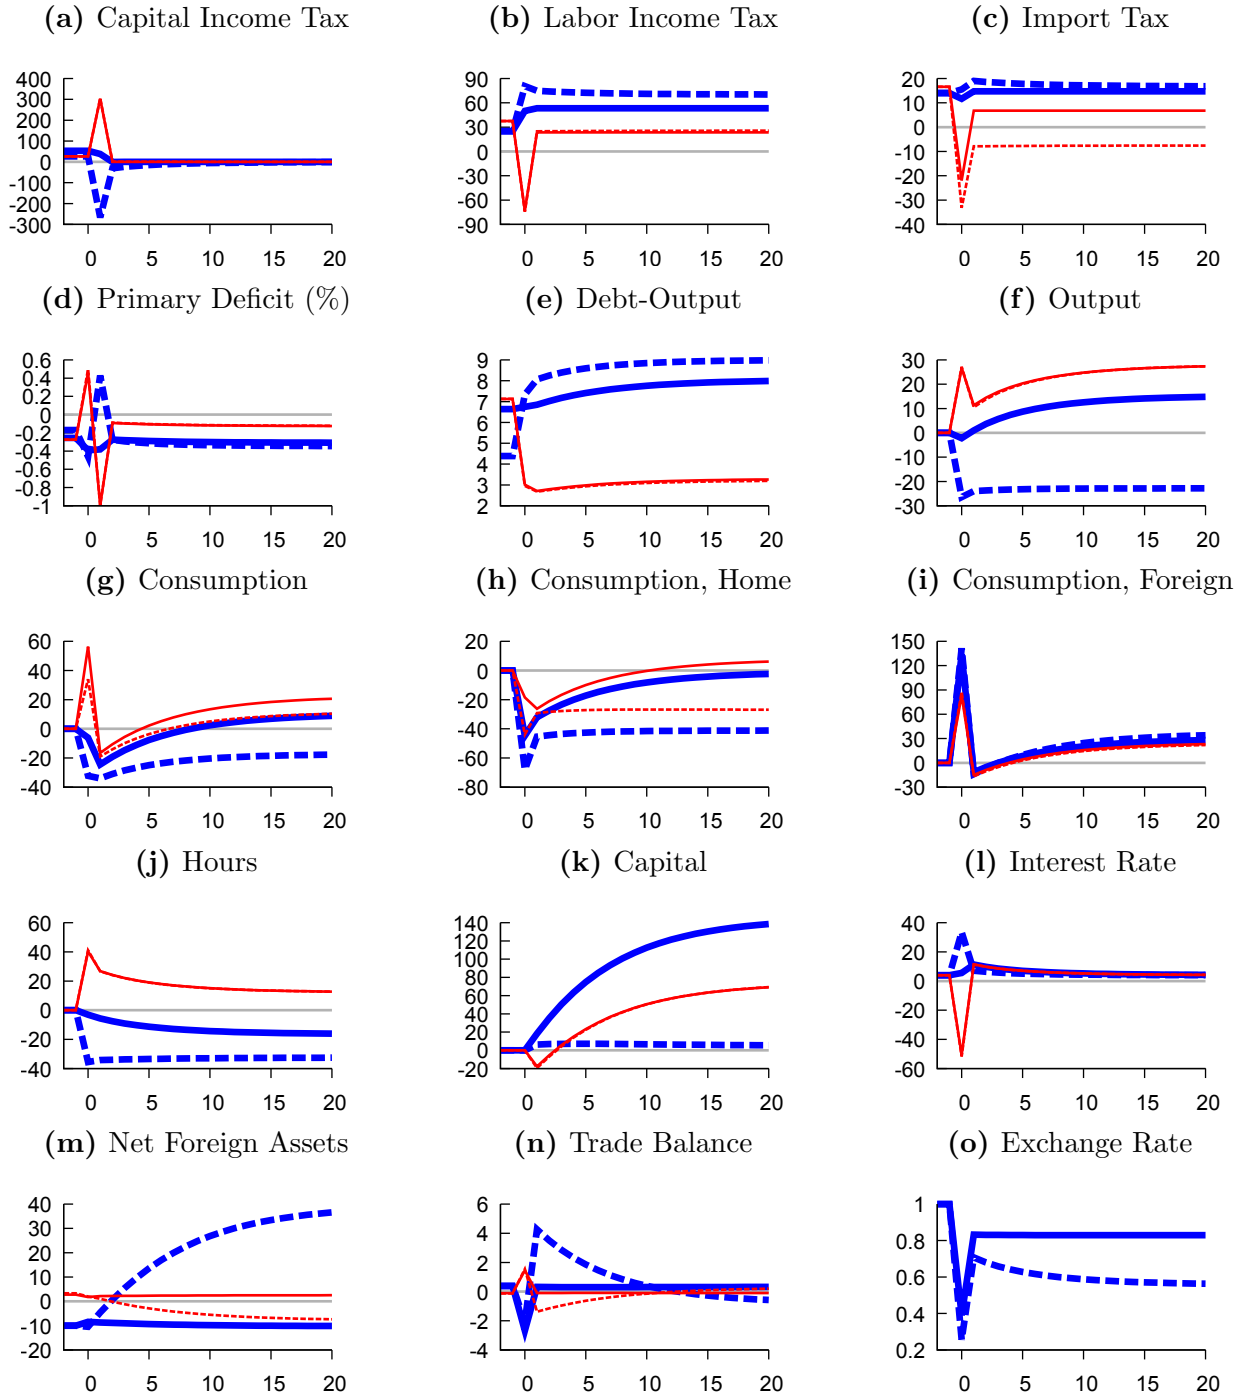 (a) Capital Income Tax (b) Labor Income Tax (c) Import Tax
400 300 200 100 0 -100 -200 -300
90 60 30 0 -30 -60 -90
20 10 0 -10 -20 -30 -40
0 5 10 15 20 0 5 10 15 20 0 5 10 15 20
(d) Primary Deficit (%) (e) Debt-Output (f) Output
0.6 0.4 0.2 0 -0.2 -0.4 -0.6 -0.8 -1
9 8 7 6 5 4 3 2
30 20 10 0 -10 -20 -30
0 5 10 15 20 0 5 10 15 20 0 5 10 15 20
(g) Consumption (h) Consumption, Home (i) Consumption, Foreign
60 40 20 0 -20 -40
20 0 -20 -40 -60 -80
150 120 90 60 30 0 -30
0 5 10 15 20 0 5 10 15 20 0 5 10 15 20
(j) Hours (k) Capital (l) Interest Rate
60 40 20 0 -20 -40
140 120 100 80 60 40 20 0 -20
40 20 0 -20 -40 -60
0 5 10 15 20 0 5 10 15 20 0 5 10 15 20
(m) Net Foreign Assets (n) Trade Balance (o) Exchange Rate
40 30 20 10 0 -10 -20
6 4 2 0 -2 -4
1 0.8 0.6 0.4 0.2
0 5 10 15 20 0 5 10 15 20 0 5 10 15 20